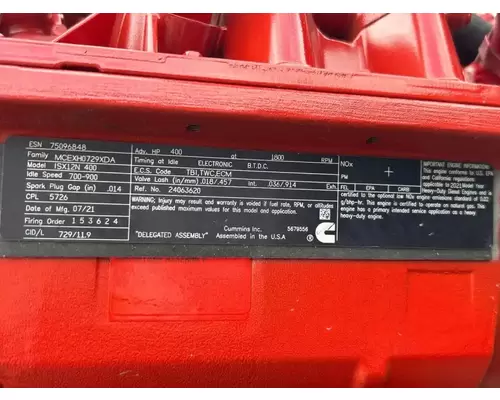 ESN 75096848
Family MCEXH0729XDA
Model ISX12N 400
Idle Speed 700-900
Spark Plug Gap (in.) .014
CPL 5726
Date of Mfg 07/21
Firing Order 1 5 3 6 2 4
CID/L 729/11.9
Adv. HP 400 at 1800 RPM
Timing at Idle ELECTRONIC B.T.D.C.
E.C.S. Code TBI,TWC,ECM
Valve Lash (in/mm) .018/.457 Int. .036/.914 Exh.
Ref. No. 24063620
WARNING: Injury may result and warranty is voided if fuel rate, RPM, or altitudes exceed published maximum values for this model and application.
"DELEGATED ASSEMBLY"
Cummins Inc. 5679556
Assembled in the U.S.A
NOx
PM
FEL EPA CARB
IMPORTANT ENGINE INFORMATION
This engine conforms to U.S. EPA and California regulations applicable to 2021 Model Year Heavy-Duty Diesel Engines and is certified to the optional low NOx engine emissions standard of 0.02 g/bhp-hr. This engine is certified to operate on natural gas. This engine has a primary intended service application as a heavy-duty engine.